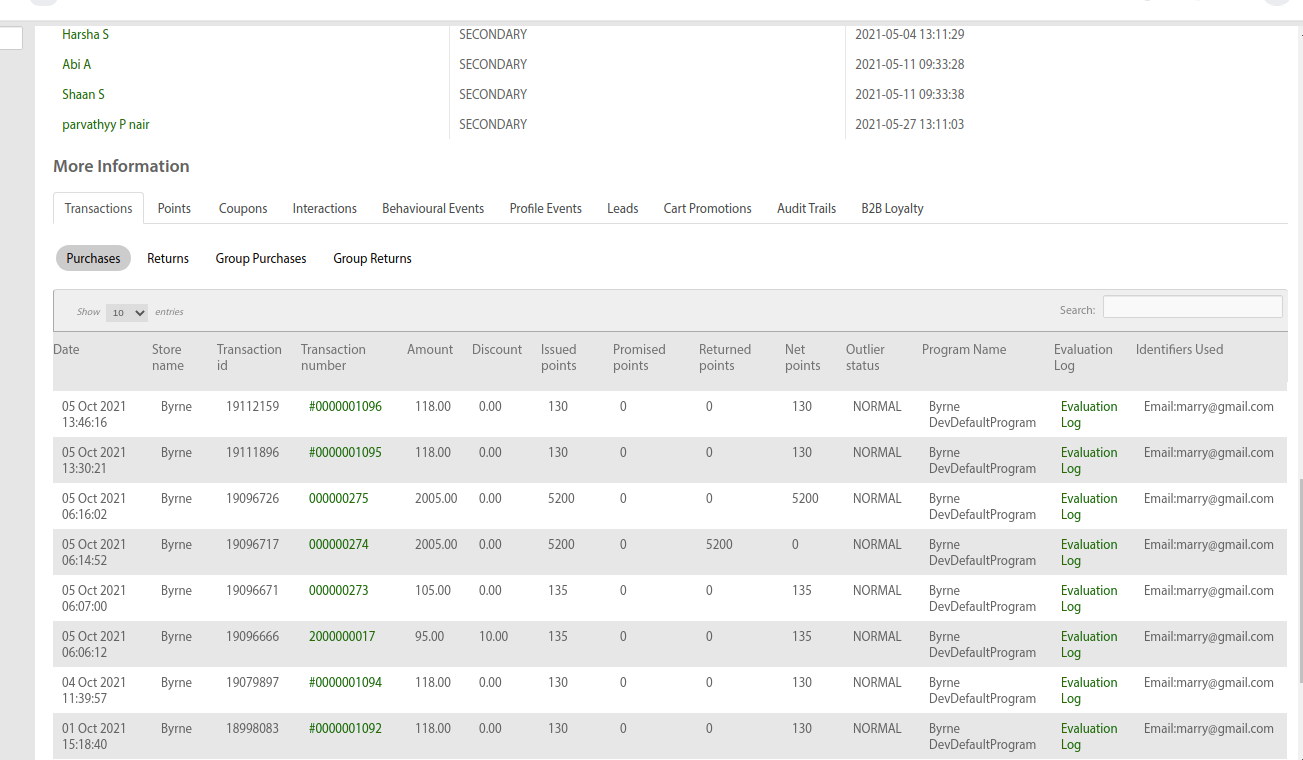 Harsha S SECONDARY 2021-05-04 13:11:29
Abi A SECONDARY 2021-05-11 09:33:28
Shaan S SECONDARY 2021-05-11 09:33:38
parvathyy P nair SECONDARY 2021-05-27 13:11:03
More Information
Transactions Points Coupons Interactions Behavioural Events Profile Events Leads Cart Promotions Audit Trails B2B Loyalty
Purchases Returns Group Purchases Group Returns
Show 10 entries Search:
Date Store Transaction Transaction Amount Discount Issued Promised Returned Net Outlier Program Name Evaluation Identifiers Used
name id number points points points points status Log
05 Oct 2021 Byrne 19112159 #0000001096 118.00 0.00 130 0 0 130 NORMAL Byrne Evaluation Email:marry@gmail.com
13:46:16 DevDefaultProgram Log
05 Oct 2021 Byrne 19111896 #0000001095 118.00 0.00 130 0 0 130 NORMAL Byrne Evaluation Email:marry@gmail.com
13:30:21 DevDefaultProgram Log
05 Oct 2021 Byrne 19096726 000000275 2005.00 0.00 5200 0 0 5200 NORMAL Byrne Evaluation Email:marry@gmail.com
06:16:02 DevDefaultProgram Log
05 Oct 2021 Byrne 19096717 000000274 2005.00 0.00 5200 0 5200 0 NORMAL Byrne Evaluation Email:marry@gmail.com
06:14:52 DevDefaultProgram Log
05 Oct 2021 Byrne 19096671 000000273 105.00 0.00 135 0 0 135 NORMAL Byrne Evaluation Email:marry@gmail.com
06:07:00 DevDefaultProgram Log
05 Oct 2021 Byrne 19096666 2000000017 95.00 10.00 135 0 0 135 NORMAL Byrne Evaluation Email:marry@gmail.com
06:06:12 DevDefaultProgram Log
04 Oct 2021 Byrne 19079897 #0000001094 118.00 0.00 130 0 0 130 NORMAL Byrne Evaluation Email:marry@gmail.com
11:39:57 DevDefaultProgram Log
01 Oct 2021 Byrne 18998083 #0000001092 118.00 0.00 130 0 0 130 NORMAL Byrne Evaluation Email:marry@gmail.com
15:18:40 DevDefaultProgram Log